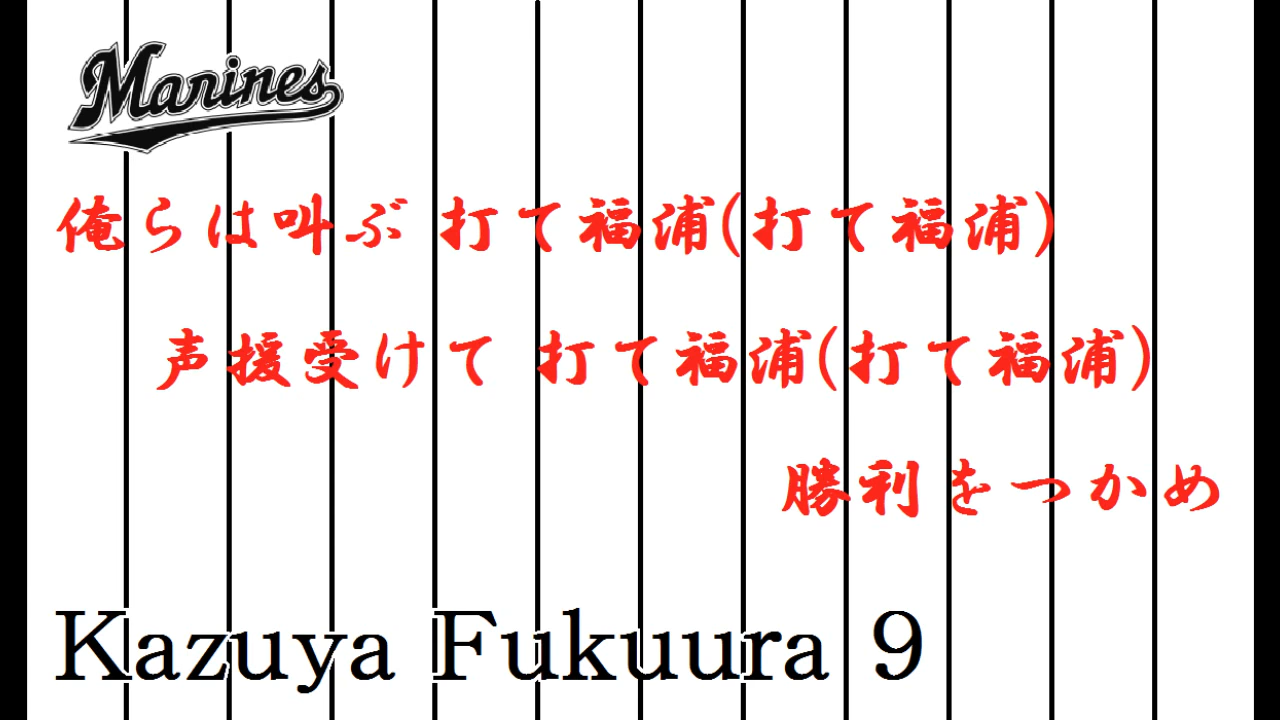 Marines
俺らは叫ぶ 打て福浦(打て福浦)
声援受けて 打て福浦(打て福浦)
勝利をつかめ
Kazuya Fukuura 9